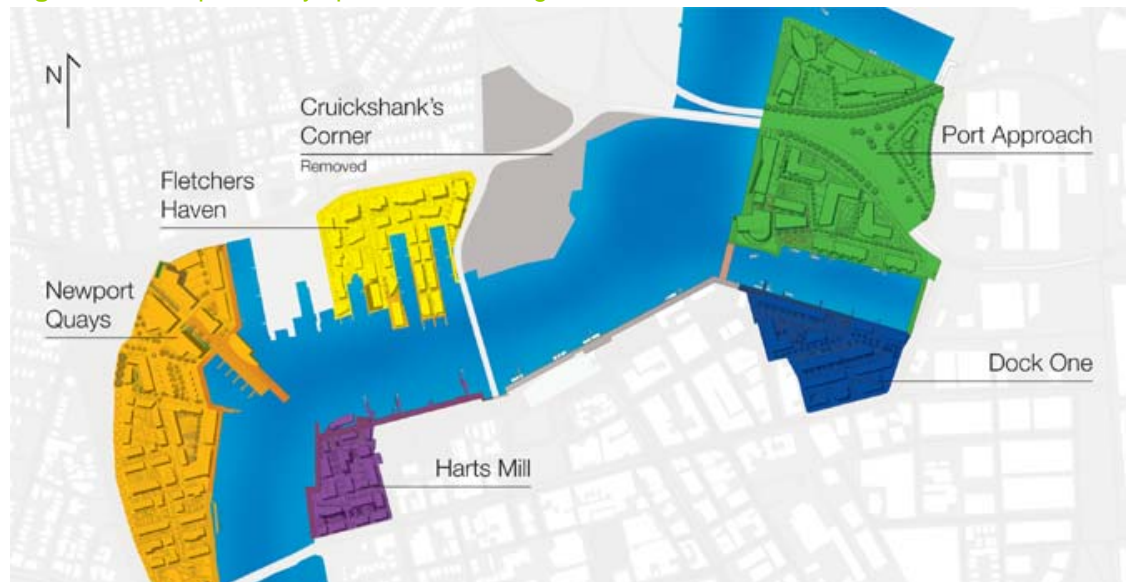 N
Cruickshank's
Corner
Removed
Port Approach
Fletchers
Haven
Newport
Quays
Dock One
Harts Mill